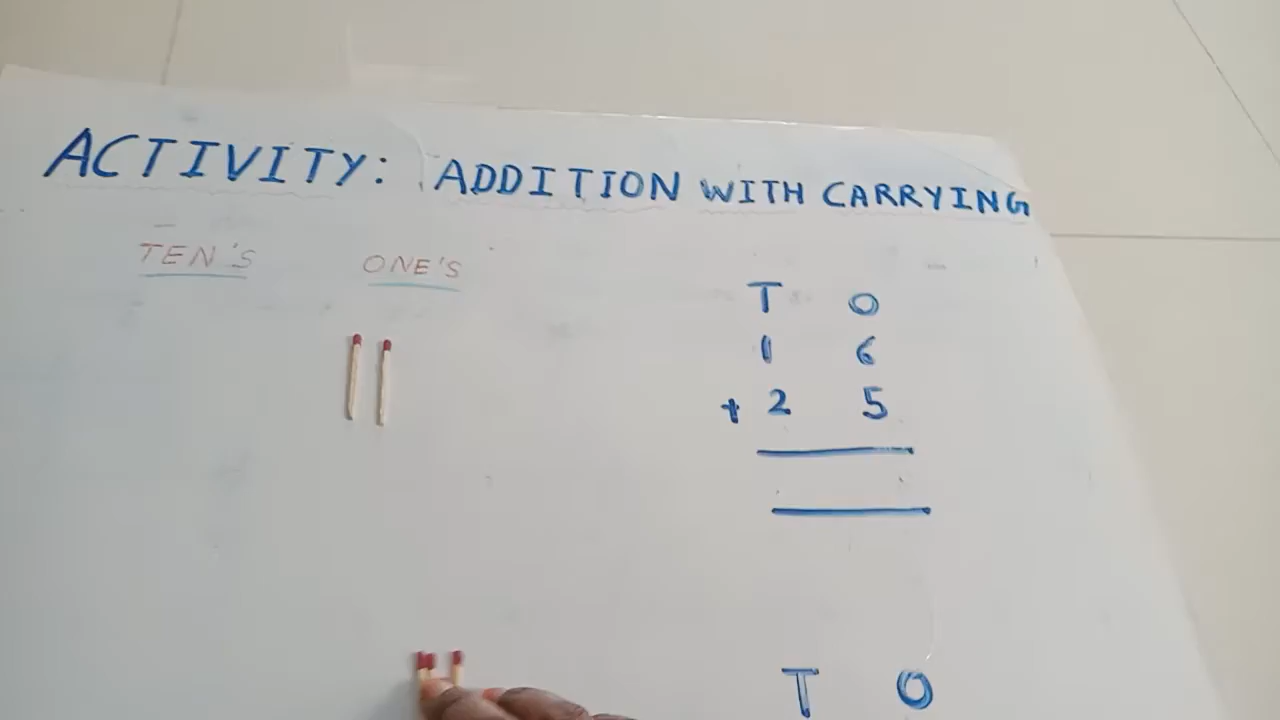 ACTIVITY: ADDITION WITH CARRYING
TEN'S ONE'S
T O
1 6
+ 2 5
T O